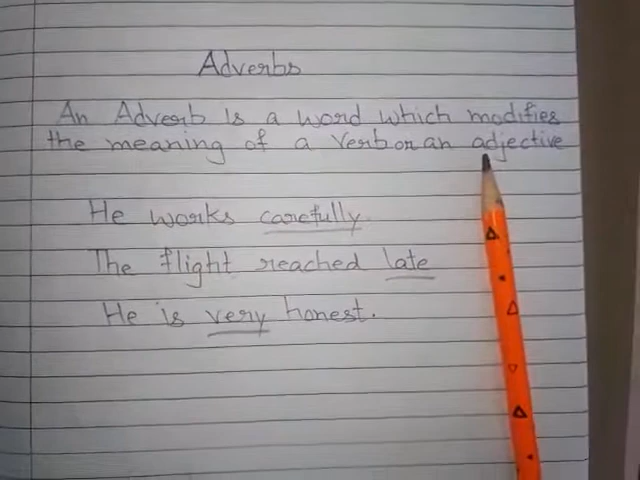 Adverbs
An Adverb is a word which modifies
the meaning of a Verb or an adjective
He works carefully
The flight reached late
He is very honest.